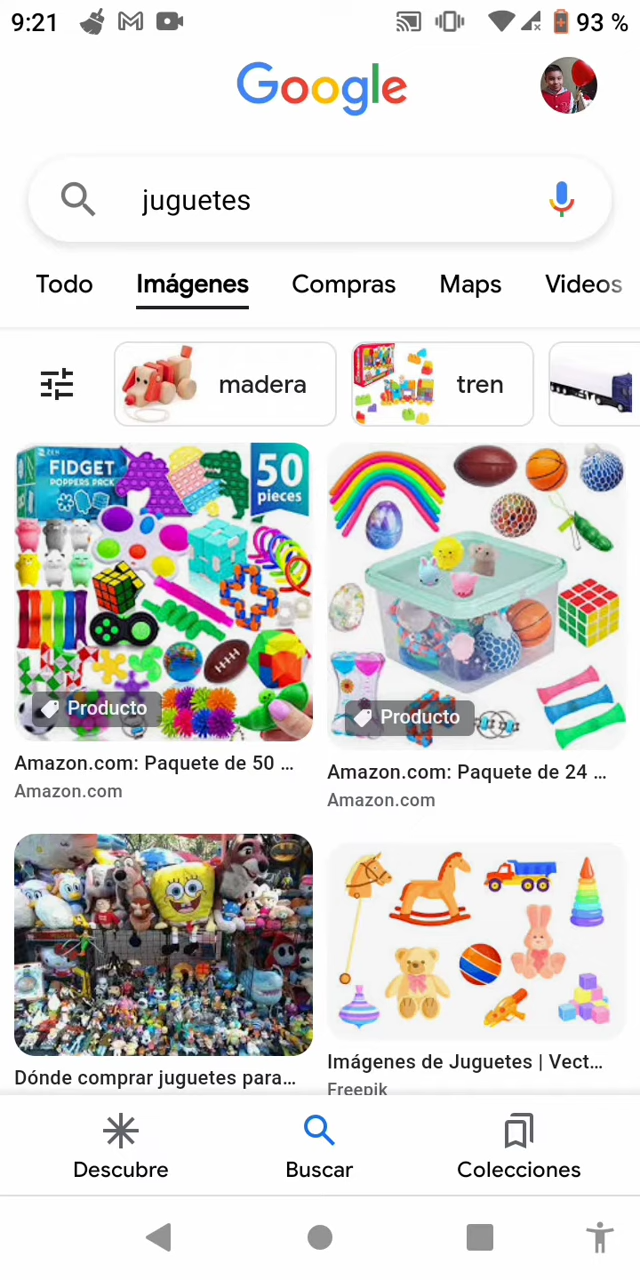 9:21 93 %
Google
juguetes
Todo Imágenes Compras Maps Videos
madera tren
ZEN
FIDGET
POPPERS PACK
50
pieces
Producto
Producto
Amazon.com: Paquete de 50 ...
Amazon.com
Amazon.com: Paquete de 24 ...
Amazon.com
Dónde comprar juguetes para...
Imágenes de Juguetes | Vect...
Freepik
Descubre Buscar Colecciones